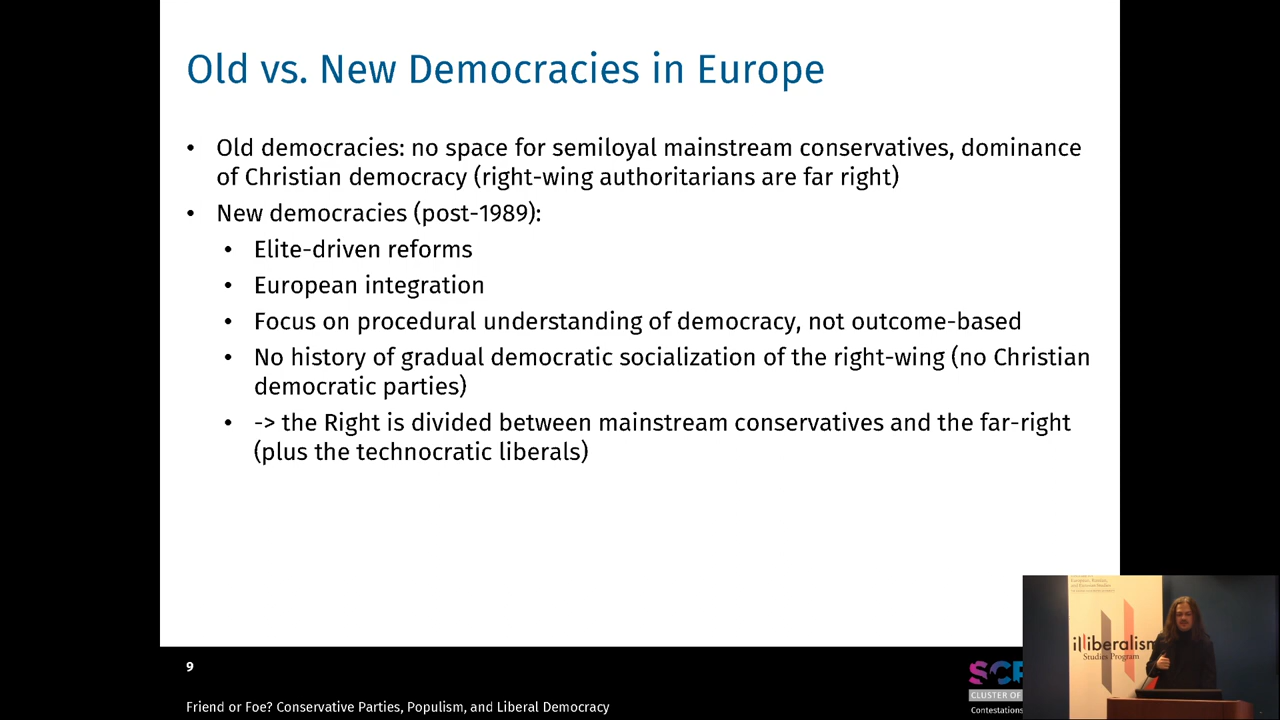 Old vs. New Democracies in Europe
• Old democracies: no space for semiloyal mainstream conservatives, dominance
of Christian democracy (right-wing authoritarians are far right)
• New democracies (post-1989):
• Elite-driven reforms
• European integration
• Focus on procedural understanding of democracy, not outcome-based
• No history of gradual democratic socialization of the right-wing (no Christian
democratic parties)
• -> the Right is divided between mainstream conservatives and the far-right
(plus the technocratic liberals)
9
CLUSTER OF
Contestations
Friend or Foe? Conservative Parties, Populism, and Liberal Democracy
illiberalism
Studies Program